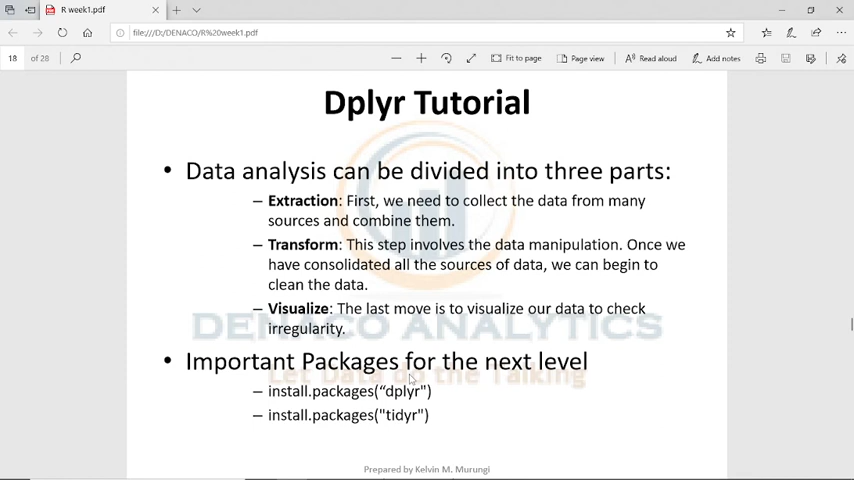 R week1.pdf
file:///D:/DENACO/R%20week1.pdf
18 of 28
Fit to page
Page view
Read aloud
Add notes
Dplyr Tutorial
• Data analysis can be divided into three parts:
– Extraction: First, we need to collect the data from many
sources and combine them.
– Transform: This step involves the data manipulation. Once we
have consolidated all the sources of data, we can begin to
clean the data.
– Visualize: The last move is to visualize our data to check
irregularity.
DENACO ANALYTICS
• Important Packages for the next level
Let Data do the Talking
– install.packages(“dplyr")
– install.packages("tidyr")
Prepared by Kelvin M. Murungi